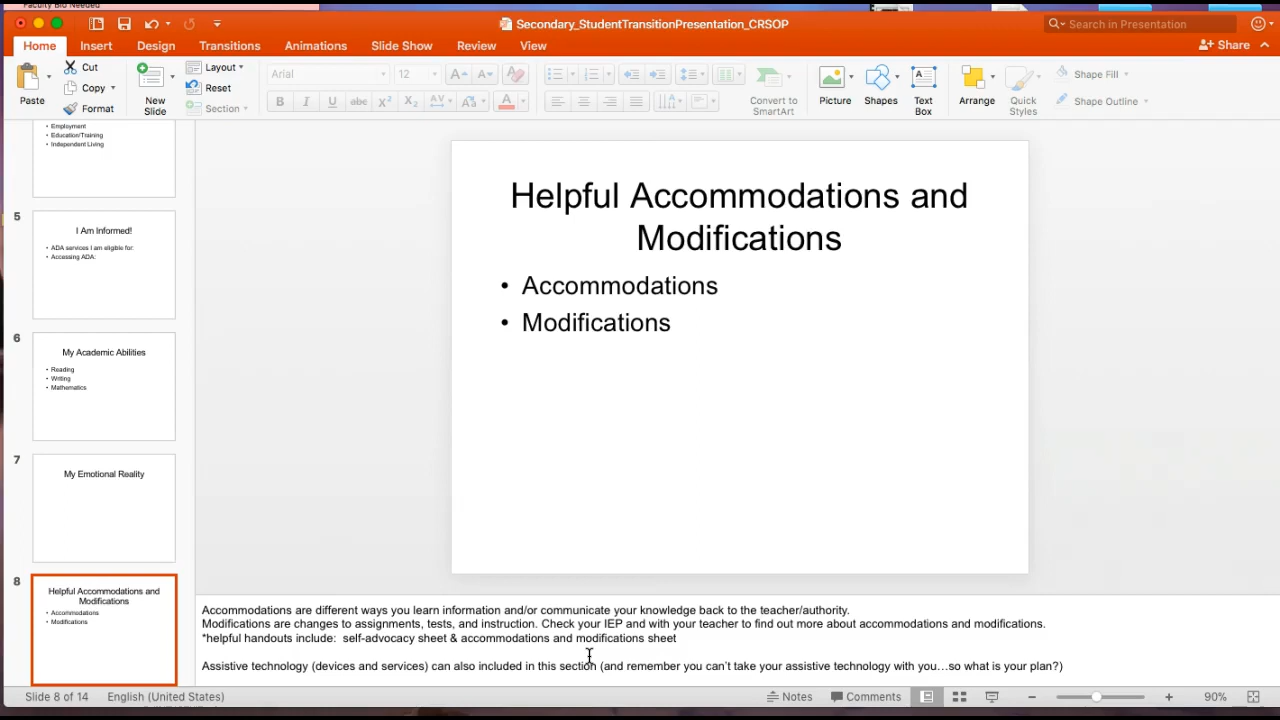 Faculty Bio Needed
Secondary_StudentTransitionPresentation_CRSOP
Search in Presentation
Home Insert Design Transitions Animations Slide Show Review View
Share
Paste
Cut
Copy
Format
New
Slide
Layout
Reset
Section
Arial
12
B I U abc X² X₂ AV A
Convert to
SmartArt
Picture
Shapes
Text
Box
Arrange
Quick
Styles
Shape Fill
Shape Outline
• Employment
• Education/Training
• Independent Living
5
I Am Informed!
• ADA services I am eligible for:
• Accessing ADA:
6
My Academic Abilities
• Reading
• Writing
• Mathematics
7
My Emotional Reality
8
Helpful Accommodations and
Modifications
• Accommodations
• Modifications
Helpful Accommodations and
Modifications
• Accommodations
• Modifications
Accommodations are different ways you learn information and/or communicate your knowledge back to the teacher/authority.
Modifications are changes to assignments, tests, and instruction. Check your IEP and with your teacher to find out more about accommodations and modifications.
*helpful handouts include: self-advocacy sheet & accommodations and modifications sheet
Assistive technology (devices and services) can also included in this section (and remember you can't take your assistive technology with you…so what is your plan?)
Slide 8 of 14 English (United States)
Notes Comments 90%